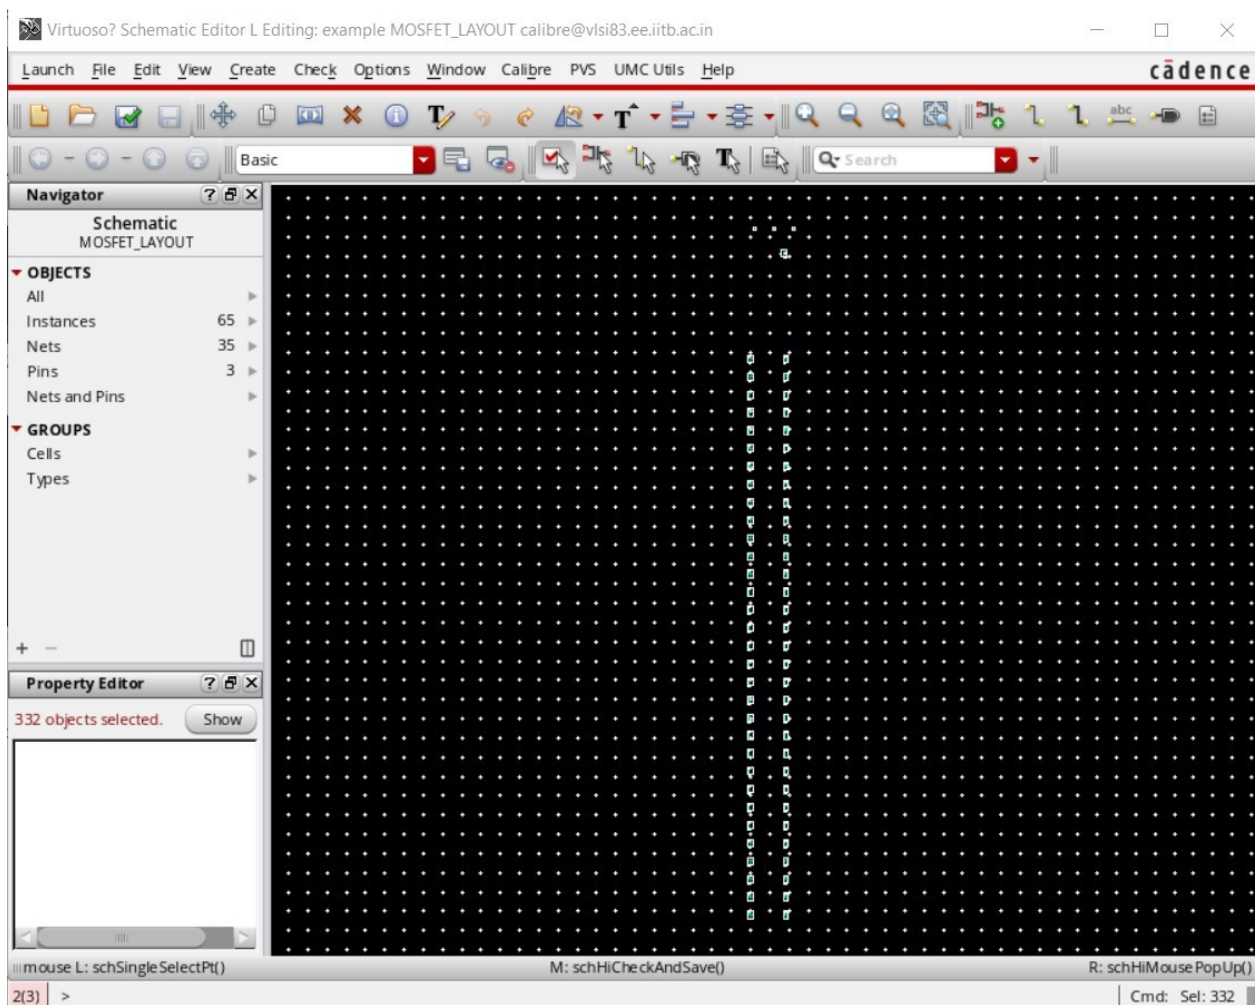 Virtuoso? Schematic Editor L Editing: example MOSFET_LAYOUT calibre@vlsi83.ee.iitb.ac.in
Launch File Edit View Create Check Options Window Calibre PVS UMC Utils Help cādence
abc
Basic
Search
Navigator
Schematic
MOSFET_LAYOUT
OBJECTS
All
Instances 65
Nets 35
Pins 3
Nets and Pins
GROUPS
Cells
Types
Property Editor
332 objects selected. Show
mouse L: schSingleSelectPt() M: schHiCheckAndSave() R: schHiMousePopUp()
2(3) > Cmd: Sel: 332